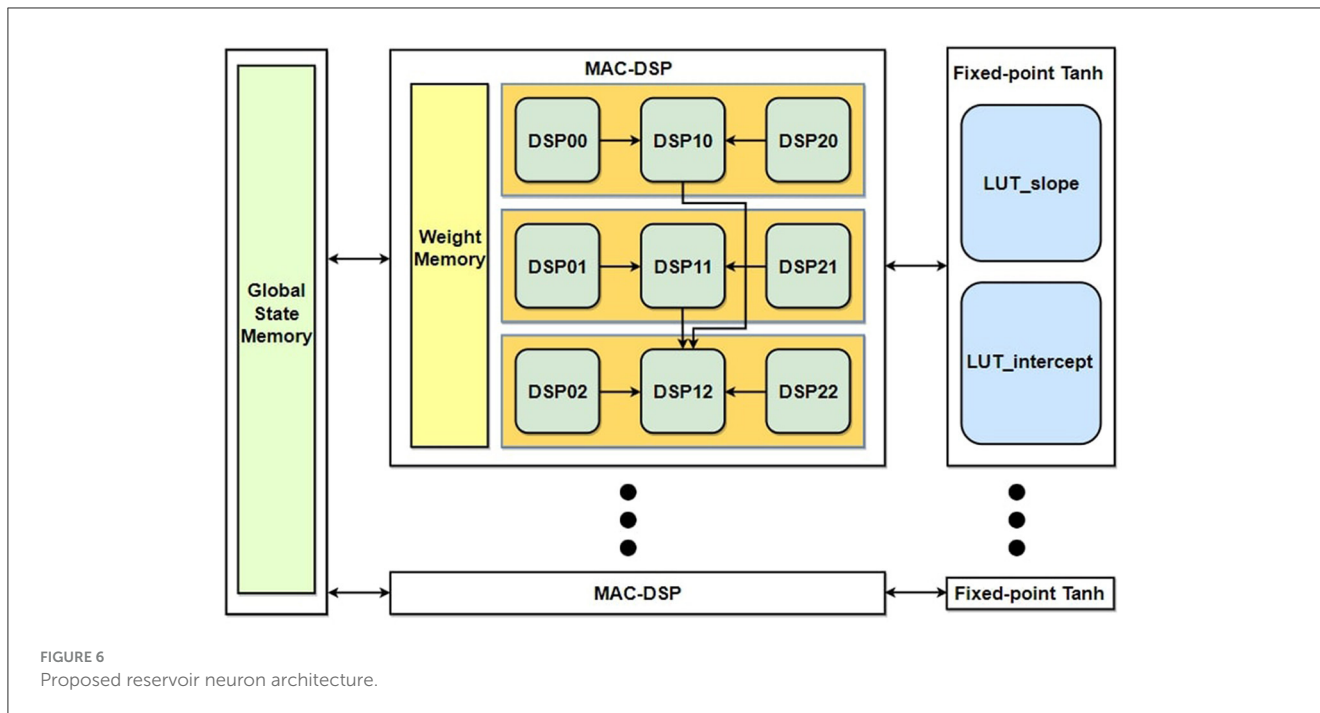 MAC-DSP
Fixed-point Tanh
Global
State
Memory
Weight
Memory
DSP00
DSP10
DSP20
DSP01
DSP11
DSP21
DSP02
DSP12
DSP22
LUT_slope
LUT_intercept
MAC-DSP
Fixed-point Tanh
FIGURE 6
Proposed reservoir neuron architecture.